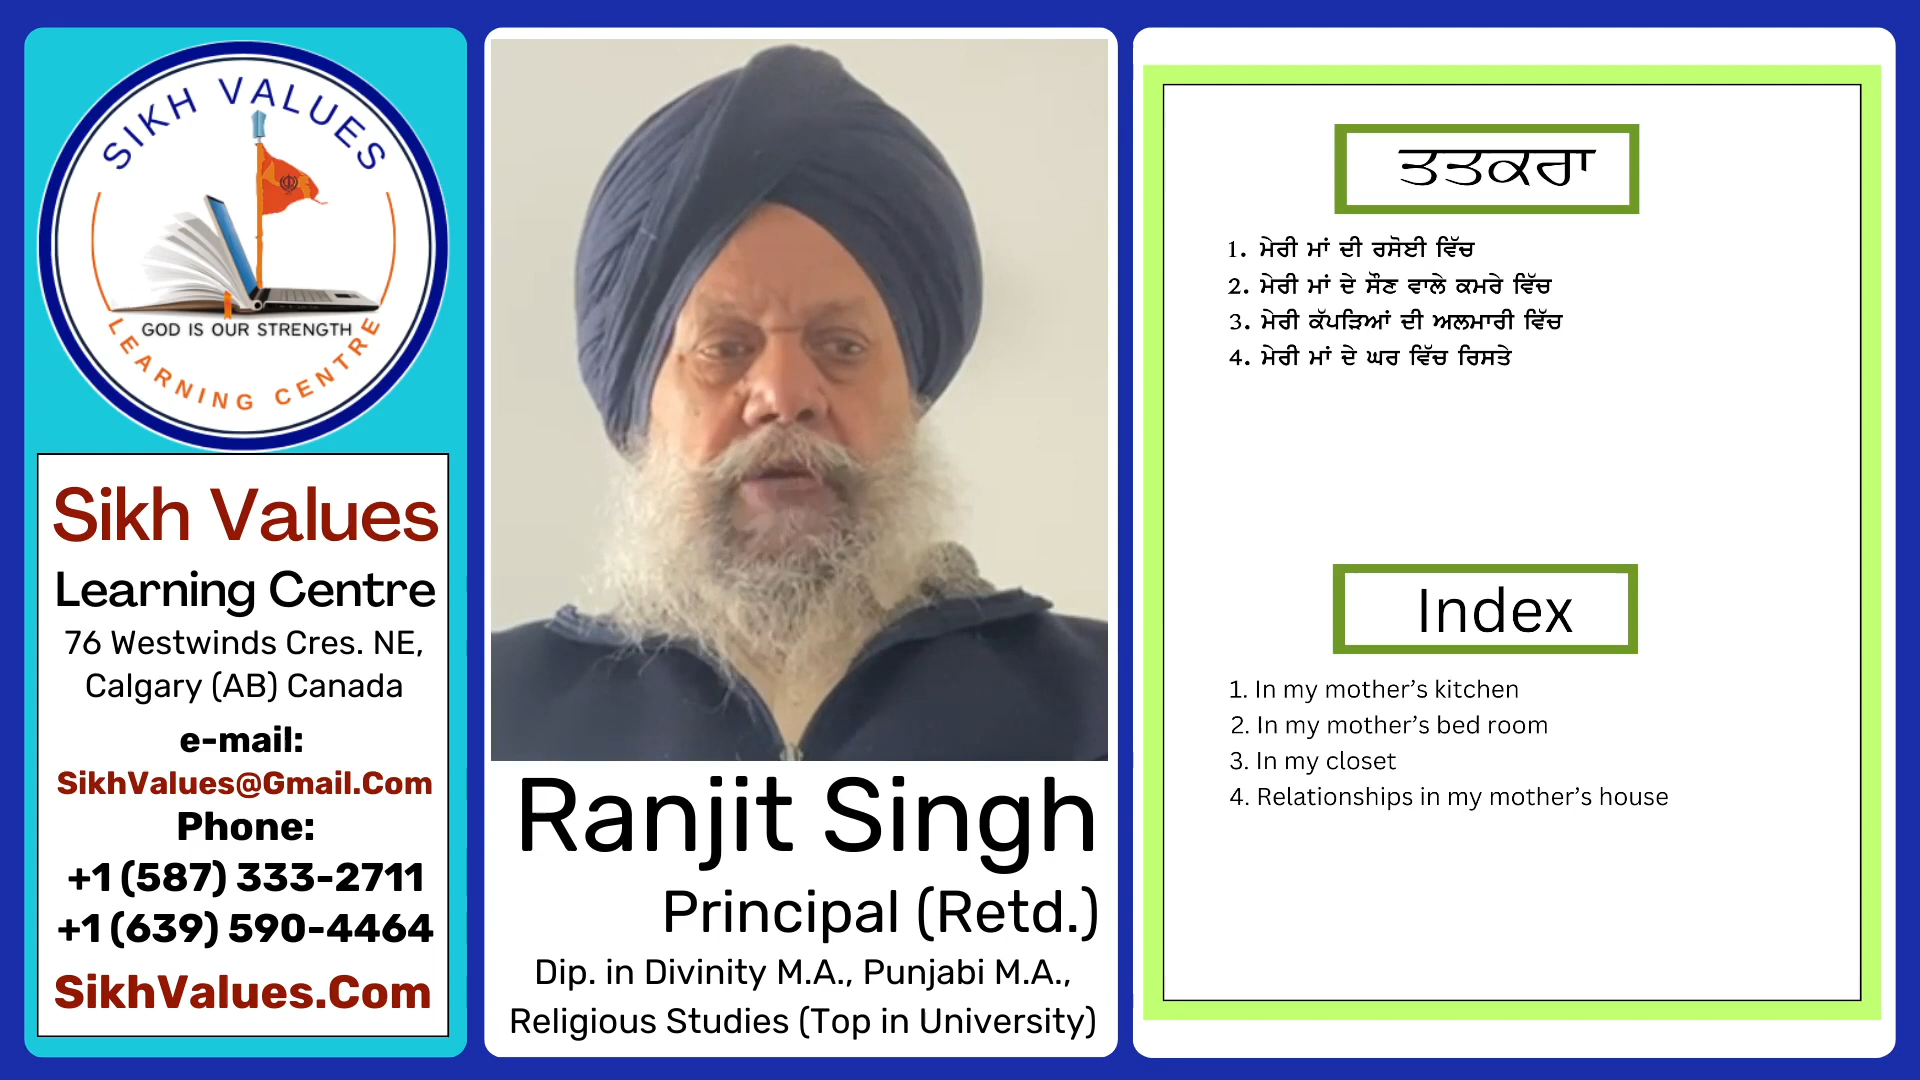 SIKH VALUES
GOD IS OUR STRENGTH
LEARNING CENTRE
Sikh Values
Learning Centre
76 Westwinds Cres. NE,
Calgary (AB) Canada
e-mail:
SikhValues@Gmail.Com
Phone:
+1 (587) 333-2711
+1 (639) 590-4464
SikhValues.Com
Ranjit Singh
Principal (Retd.)
Dip. in Divinity M.A., Punjabi M.A.,
Religious Studies (Top in University)
ਤਤਕਰਾ
1. ਮੇਰੀ ਮਾਂ ਦੀ ਰਸੋਈ ਵਿੱਚ
2. ਮੇਰੀ ਮਾਂ ਦੇ ਸੌਣ ਵਾਲੇ ਕਮਰੇ ਵਿੱਚ
3. ਮੇਰੀ ਕੱਪੜਿਆਂ ਦੀ ਅਲਮਾਰੀ ਵਿੱਚ
4. ਮੇਰੀ ਮਾਂ ਦੇ ਘਰ ਵਿੱਚ ਰਿਸਤੇ
Index
1. In my mother’s kitchen
2. In my mother’s bed room
3. In my closet
4. Relationships in my mother’s house